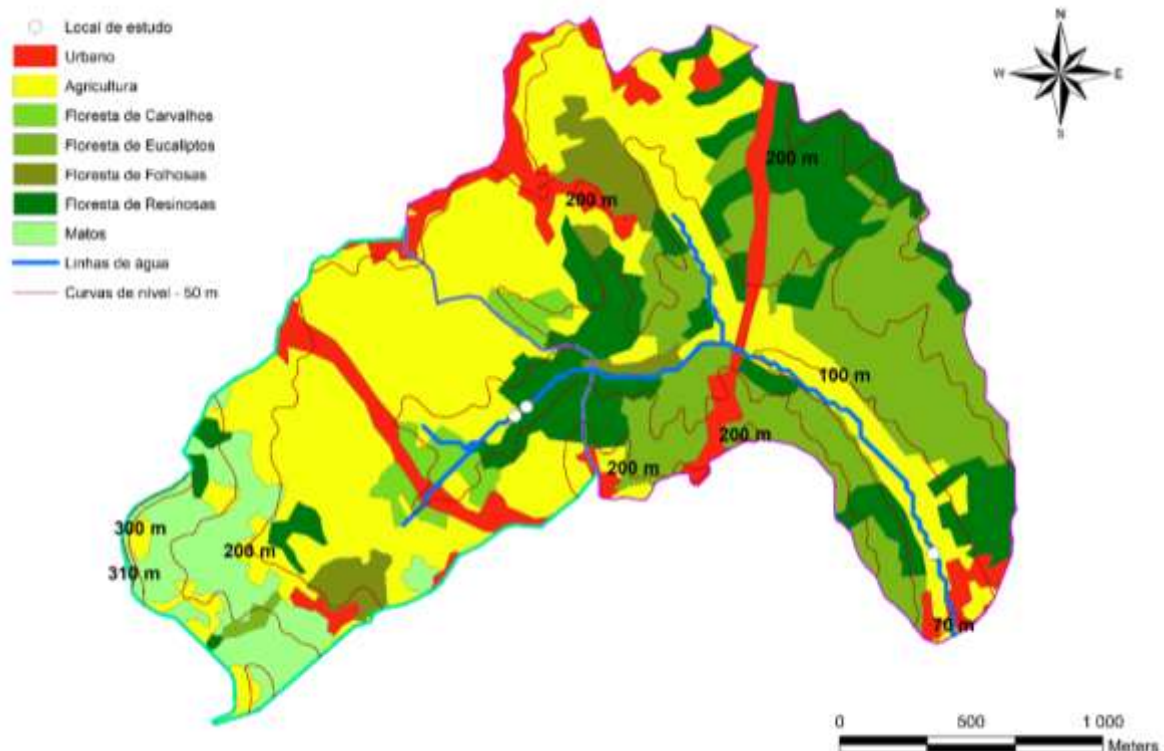 Local de estudo
Urbano
Agricultura
Floresta de Carvalhos
Floresta de Eucaliptos
Floresta de Folhosas
Floresta de Resinosas
Matos
Linhas de água
Curvas de nível - 50 m
N
W
E
S
200 m
200 m
100 m
200 m
200 m
300 m
200 m
310 m
70 m
0 500 1 000
Meters